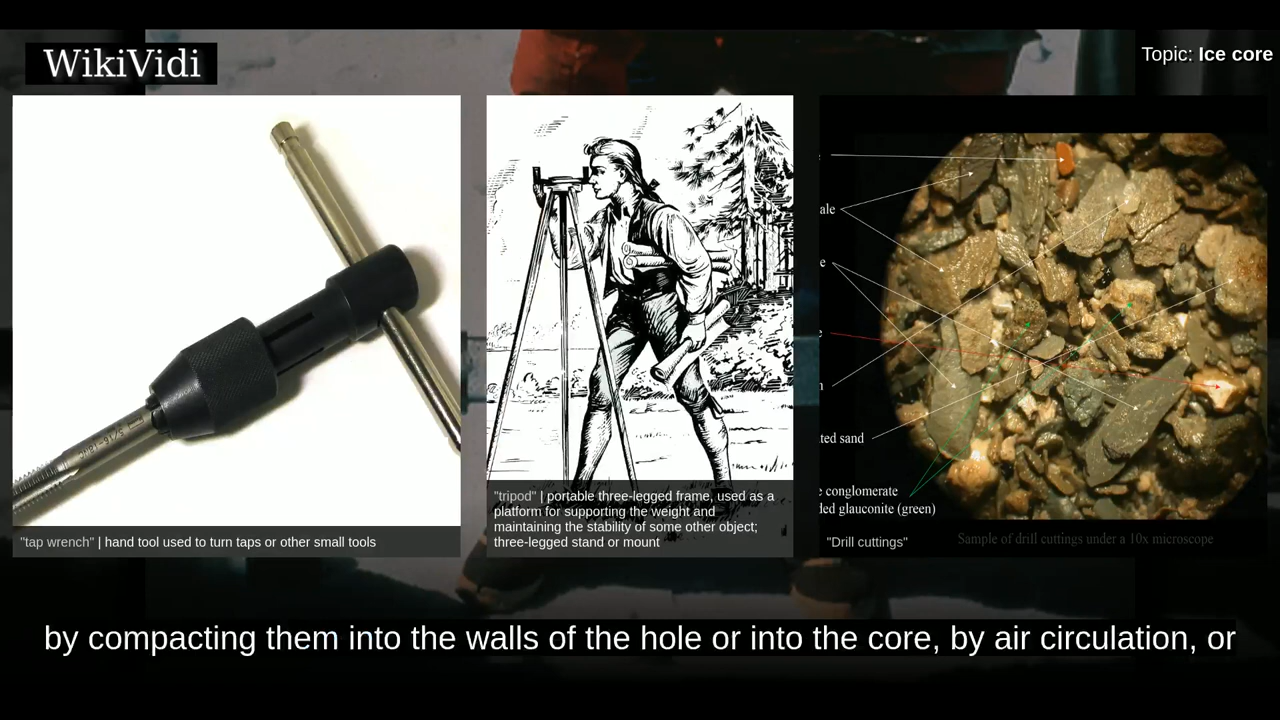 WikiVidi
Topic: Ice core
ale
e
e
n
ted sand
e conglomerate
ded glauconite (green)
"tap wrench" | hand tool used to turn taps or other small tools
"tripod" | portable three-legged frame, used as a
platform for supporting the weight and
maintaining the stability of some other object;
three-legged stand or mount
"Drill cuttings"
Sample of drill cuttings under a 10x microscope
by compacting them into the walls of the hole or into the core, by air circulation, or